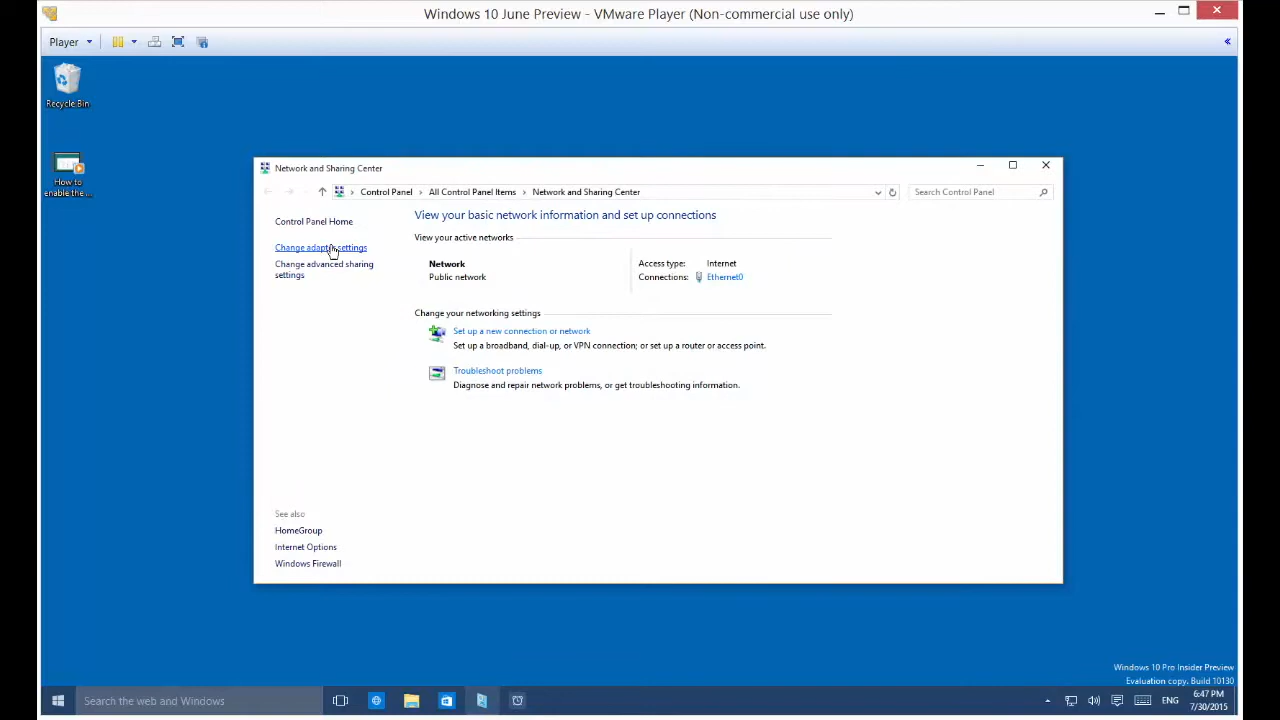 Windows 10 June Preview - VMware Player (Non-commercial use only)
Player
«
Recycle Bin
How to
enable the ...
Network and Sharing Center
Control Panel > All Control Panel Items > Network and Sharing Center
Search Control Panel
Control Panel Home
Change adapter settings
Change advanced sharing
settings
View your basic network information and set up connections
View your active networks
Network
Public network
Access type: Internet
Connections: Ethernet0
Change your networking settings
Set up a new connection or network
Set up a broadband, dial-up, or VPN connection; or set up a router or access point.
Troubleshoot problems
Diagnose and repair network problems, or get troubleshooting information.
See also
HomeGroup
Internet Options
Windows Firewall
Windows 10 Pro Insider Preview
Evaluation copy. Build 10130
Search the web and Windows
ENG
6:47 PM
7/30/2015